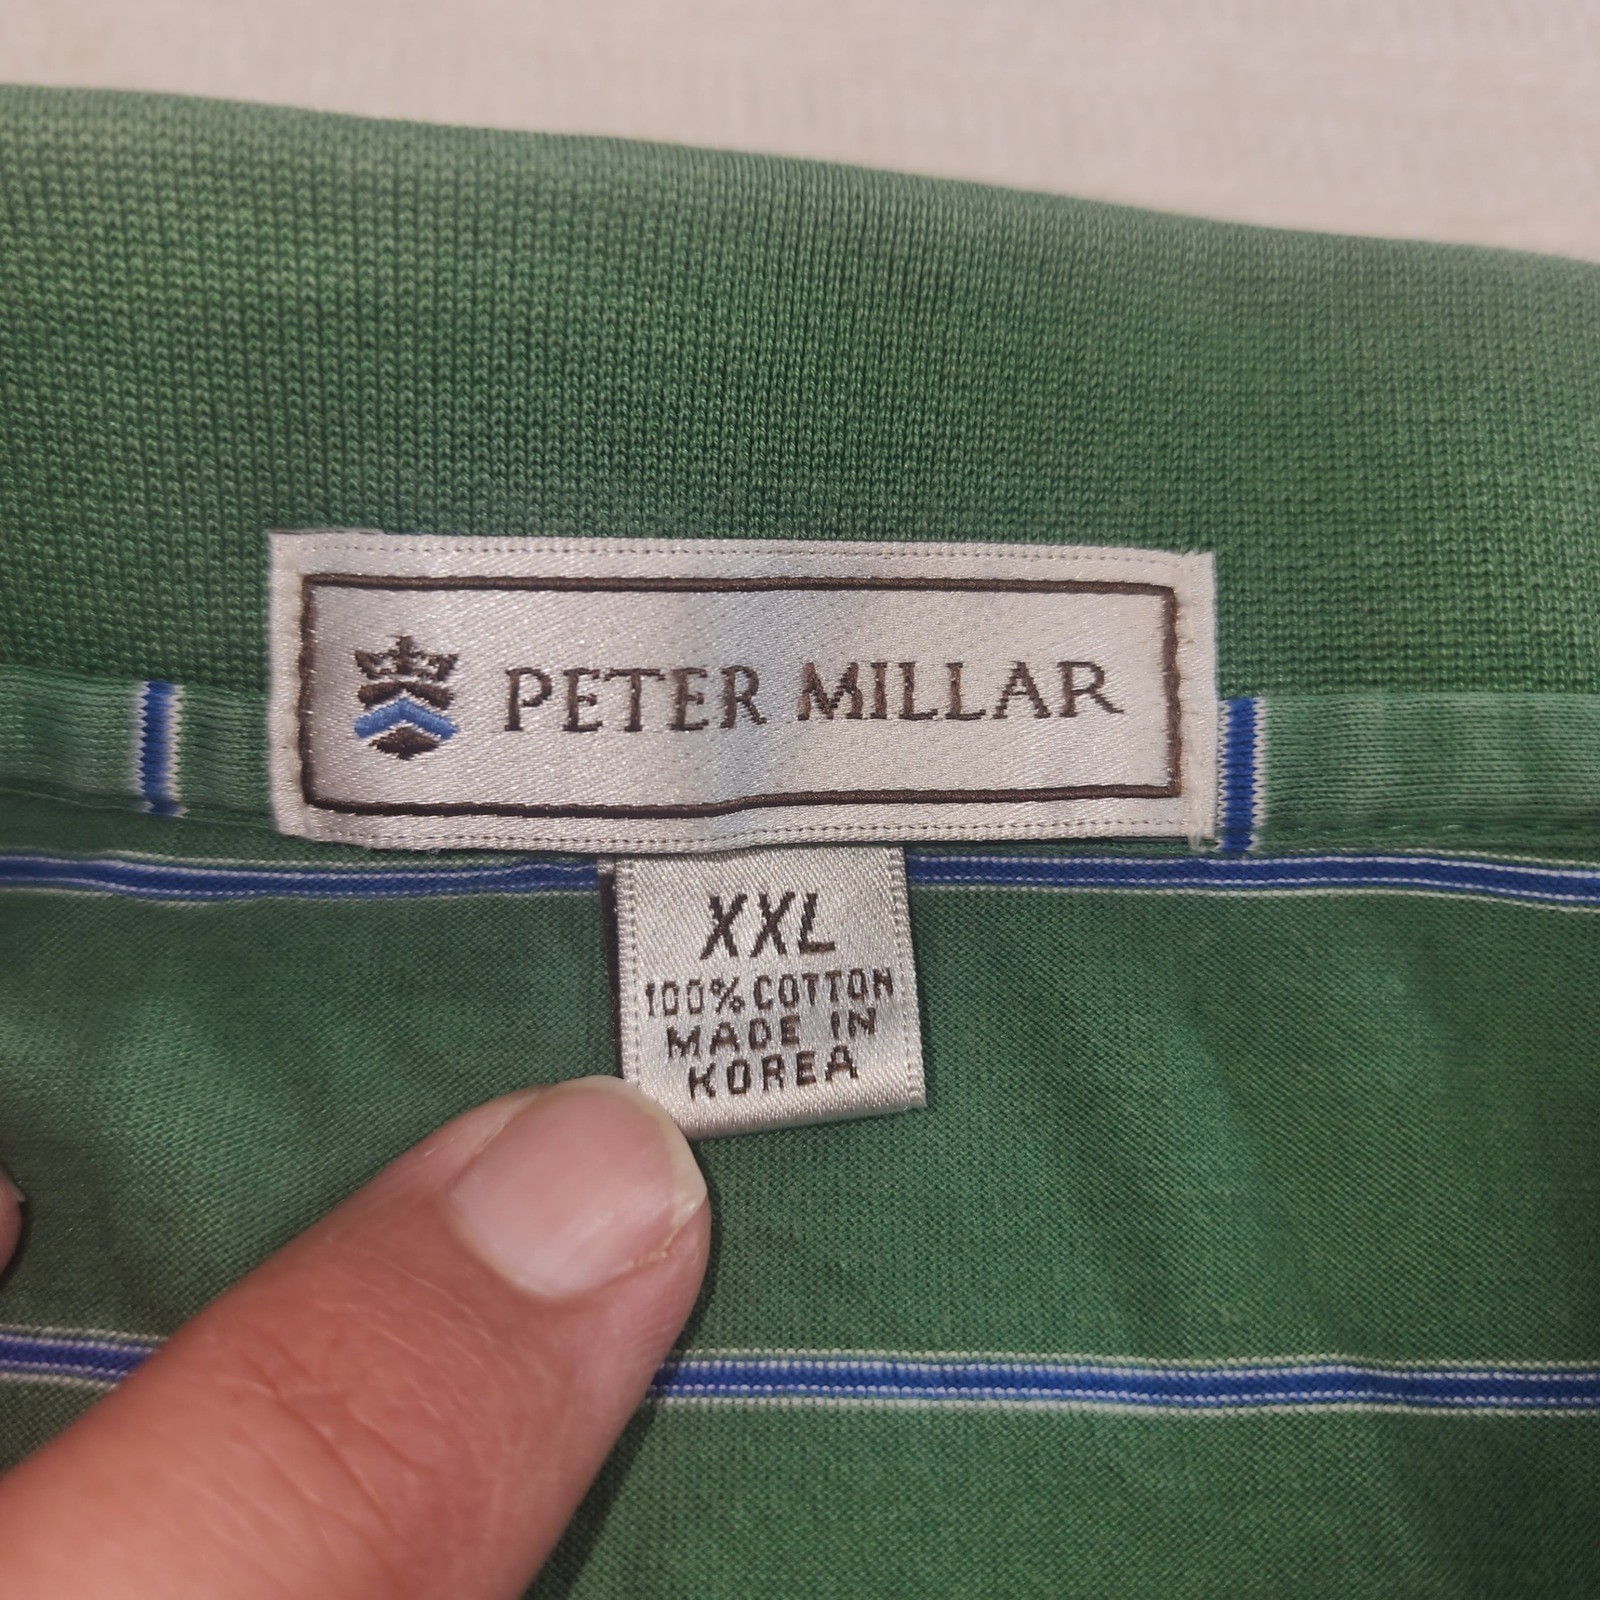 PETER MILLAR
XXL
100% COTTON
MADE IN
KOREA